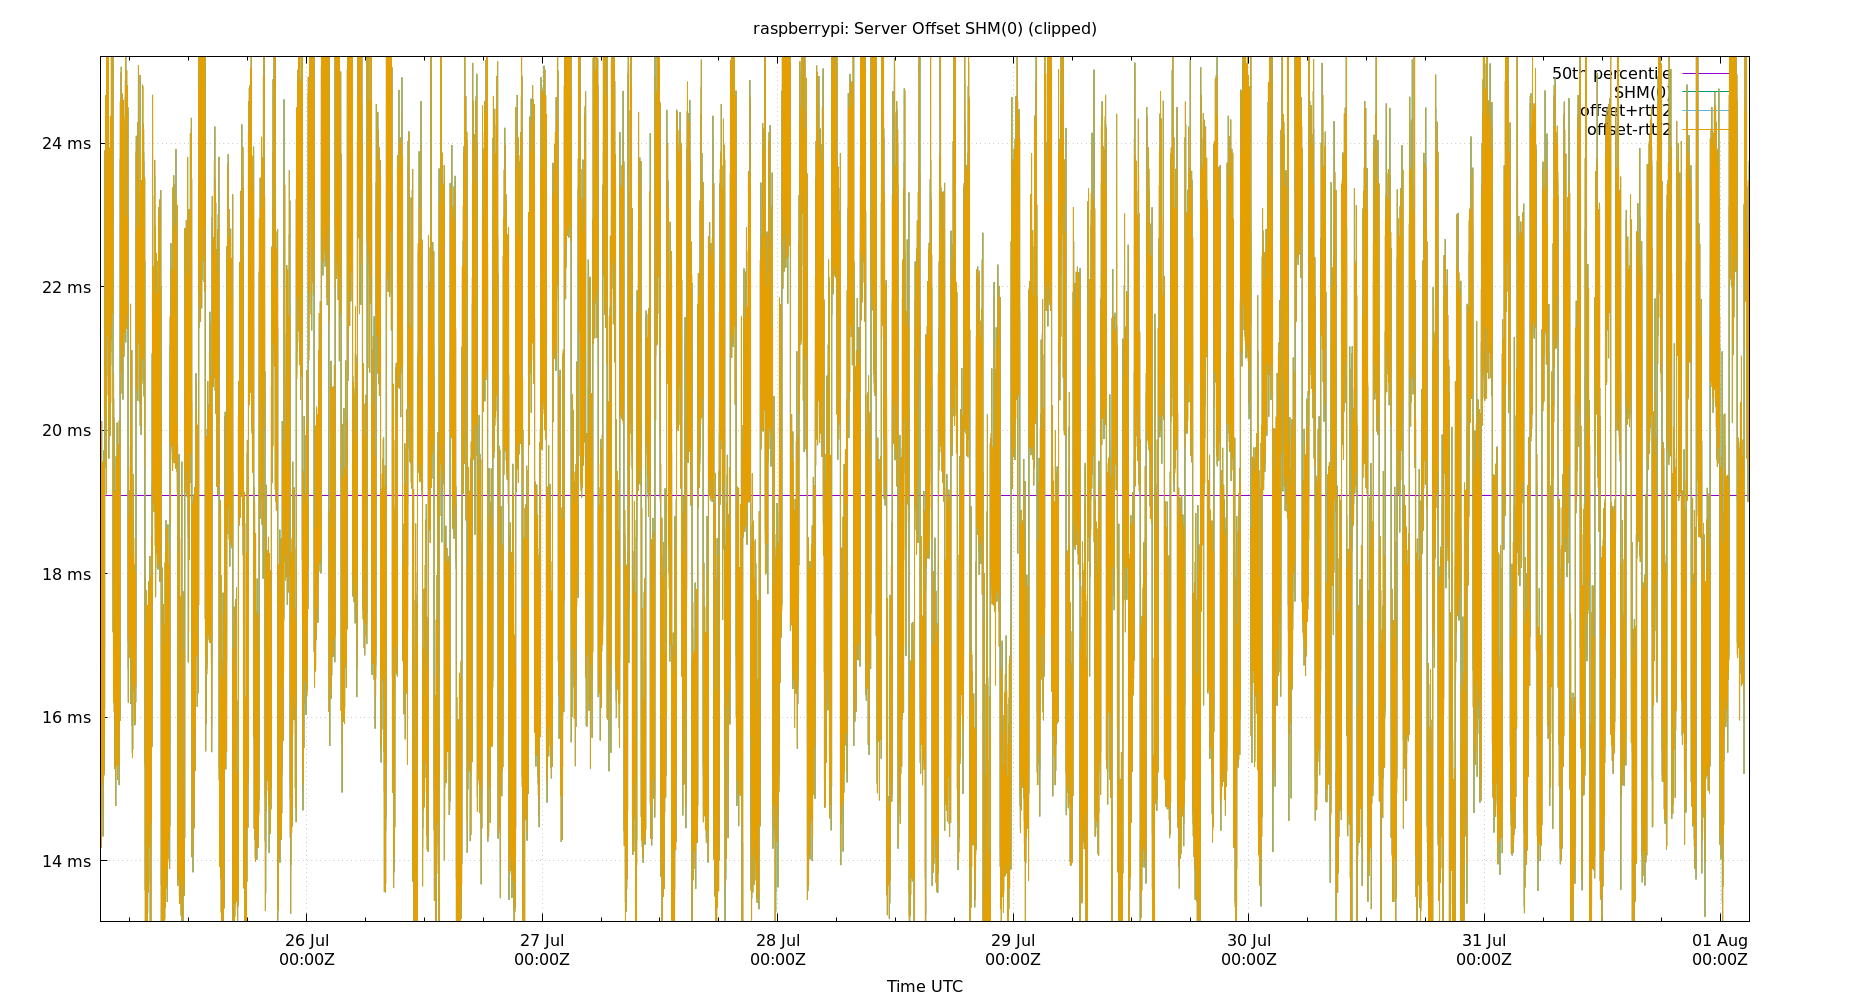 raspberrypi: Server Offset SHM(0) (clipped)
50th percentile
SHM(0)
offset+rtt/2
offset-rtt/2
24 ms
22 ms
20 ms
18 ms
16 ms
14 ms
26 Jul 27 Jul 28 Jul 29 Jul 30 Jul 31 Jul 01 Aug
00:00Z 00:00Z 00:00Z 00:00Z 00:00Z 00:00Z 00:00Z
Time UTC